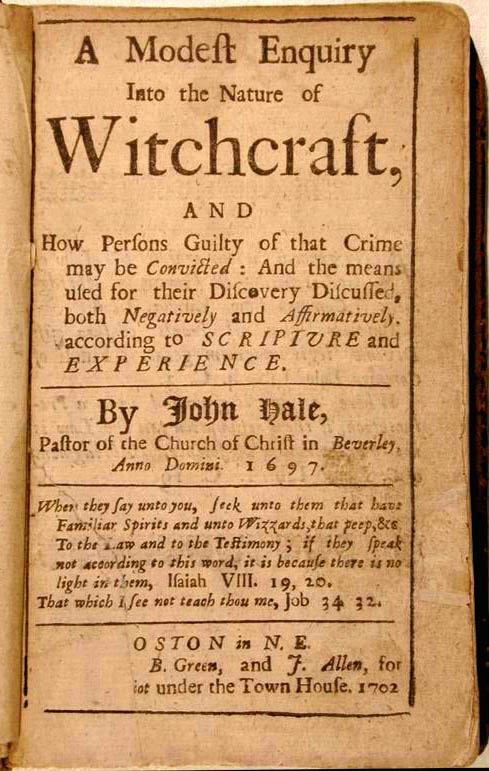 A Modeſt Enquiry
Into the Nature of
Witchcraft,
AND
How Perſons Guilty of that Crime
may be Convicted : And the means
uſed for their Diſcovery Diſcuſſed,
both Negatively and Affirmatively,
according to SCRIPTURE and
EXPERIENCE.
By John Hale,
Paſtor of the Church of Chriſt in Beverley,
Anno Domini. 1697.
When they ſay unto you, ſeek unto them that have
Familiar Spirits and unto Wizzards, that peep, &c.
To the Law and to the Teſtimony ; if they ſpeak
not according to this word, it is becauſe there is no
light in them, Iſaiah VIII. 19, 20.
That which I ſee not teach thou me, Job 34 32.
OSTON in N. E.
B. Green, and J. Allen, for
iot under the Town Houſe. 1702